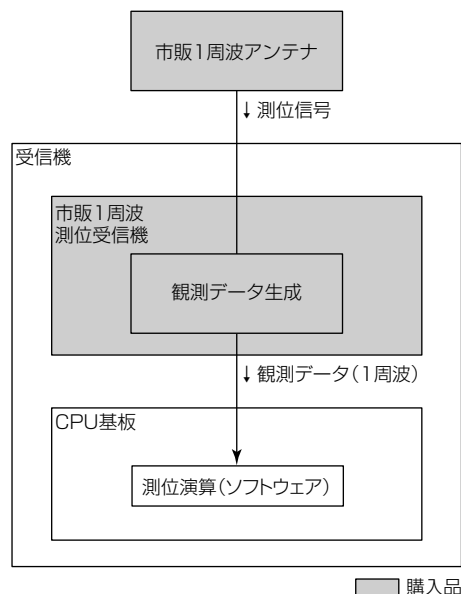 市販1周波アンテナ
↓測位信号
受信機
市販1周波
測位受信機
観測データ生成
↓観測データ(1周波)
CPU基板
測位演算(ソフトウェア)
購入品